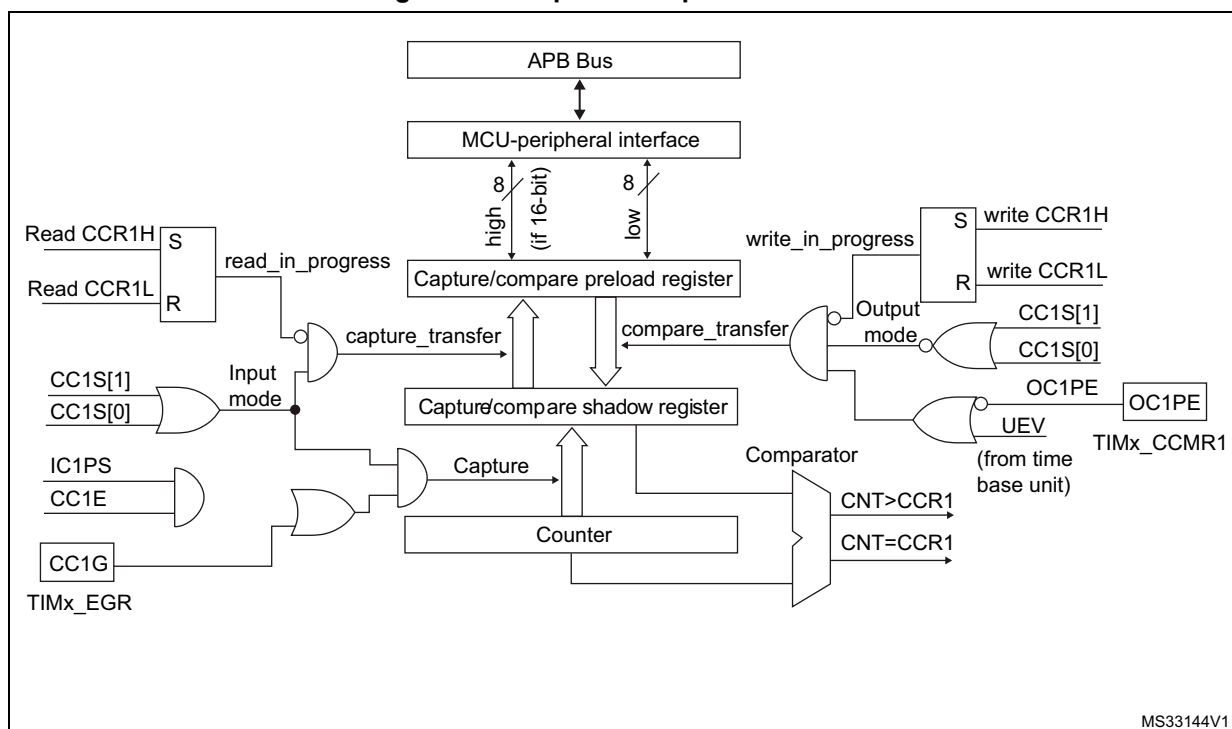 APB Bus
MCU-peripheral interface
8
high
(if 16-bit)
8
low
Read CCR1H
S
Read CCR1L
R
read_in_progress
write_in_progress
S
write CCR1H
R
write CCR1L
Capture/compare preload register
capture_transfer
compare_transfer
Output
mode
CC1S[1]
CC1S[0]
CC1S[1]
CC1S[0]
Input
mode
Capture/compare shadow register
OC1PE
OC1PE
UEV
TIMx_CCMR1
(from time
base unit)
IC1PS
CC1E
Capture
Comparator
Counter
CNT>CCR1
CNT=CCR1
CC1G
TIMx_EGR
MS33144V1